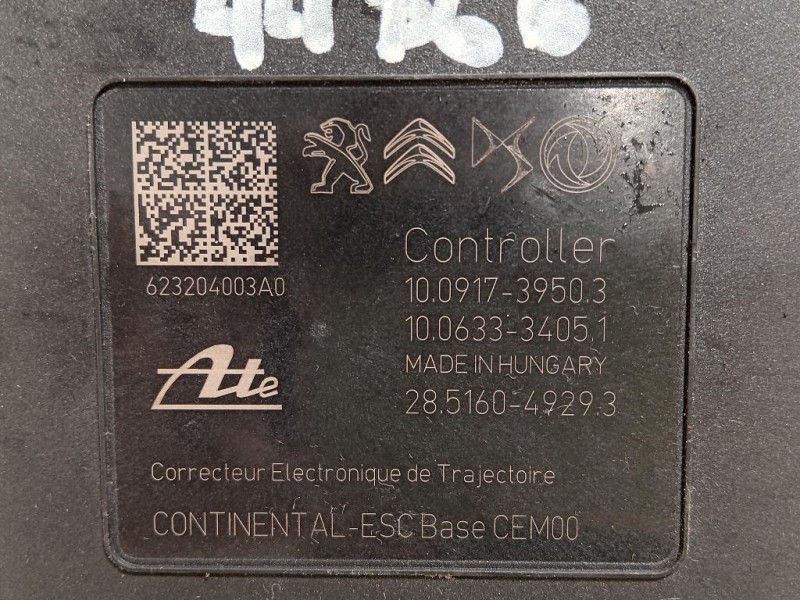 623204003A0
Controller
10.0917-3950.3
10.0633-3405.1
MADE IN HUNGARY
28.5160-4929.3
Ate
Correcteur Electronique de Trajectoire
CONTINENTAL-ESC Base CEM00